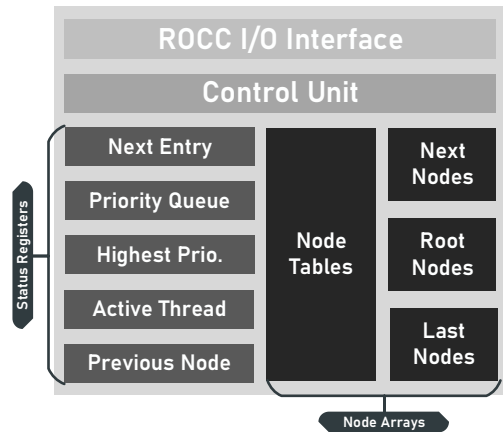 ROCC I/O Interface
Control Unit
Status Registers
Next Entry
Priority Queue
Highest Prio.
Active Thread
Previous Node
Node
Tables
Next
Nodes
Root
Nodes
Last
Nodes
Node Arrays